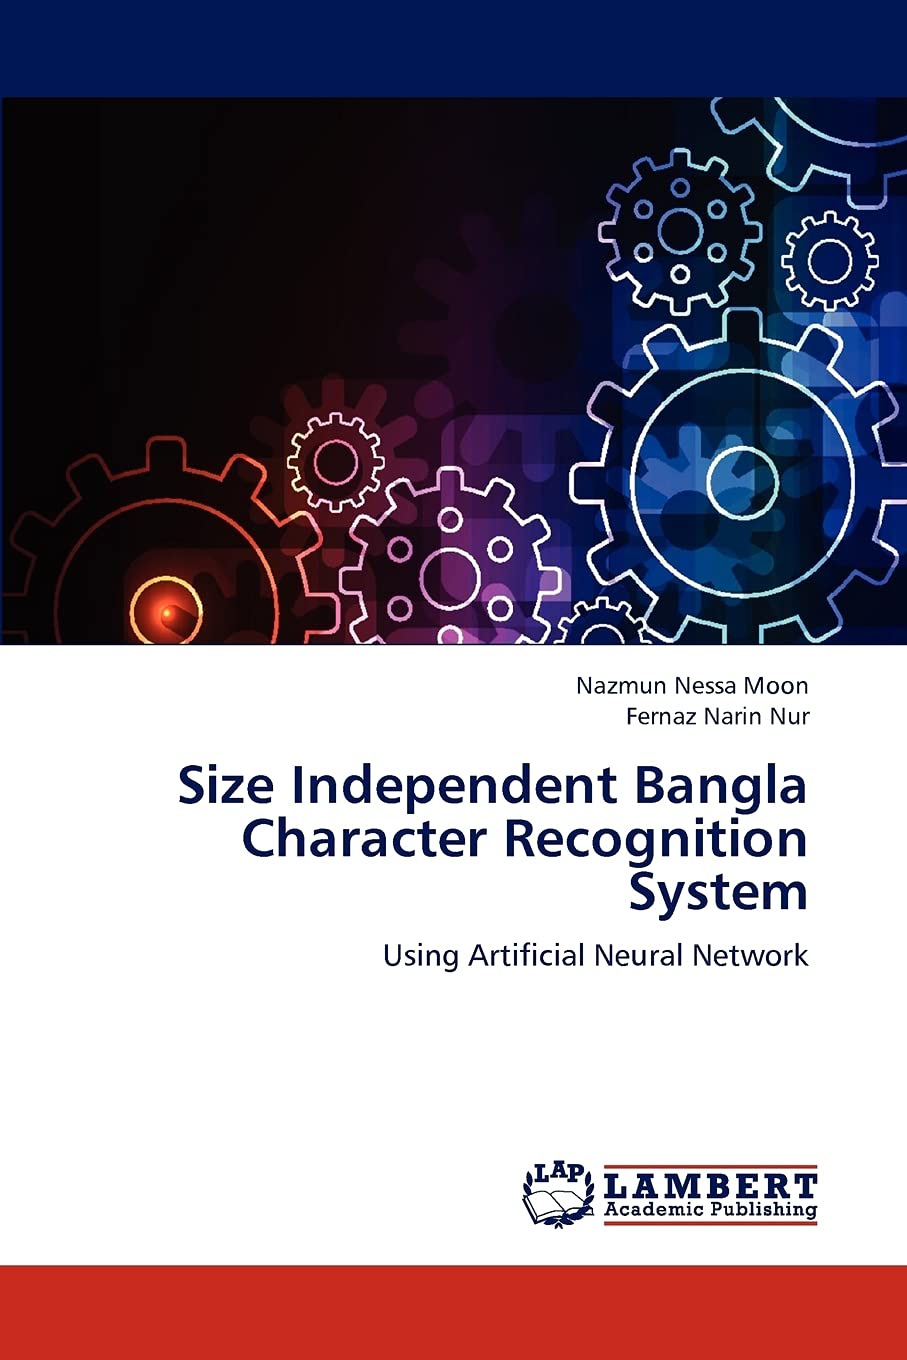 Nazmun Nessa Moon
Fernaz Narin Nur
Size Independent Bangla
Character Recognition
System
Using Artificial Neural Network
LAP
LAMBERT
Academic Publishing